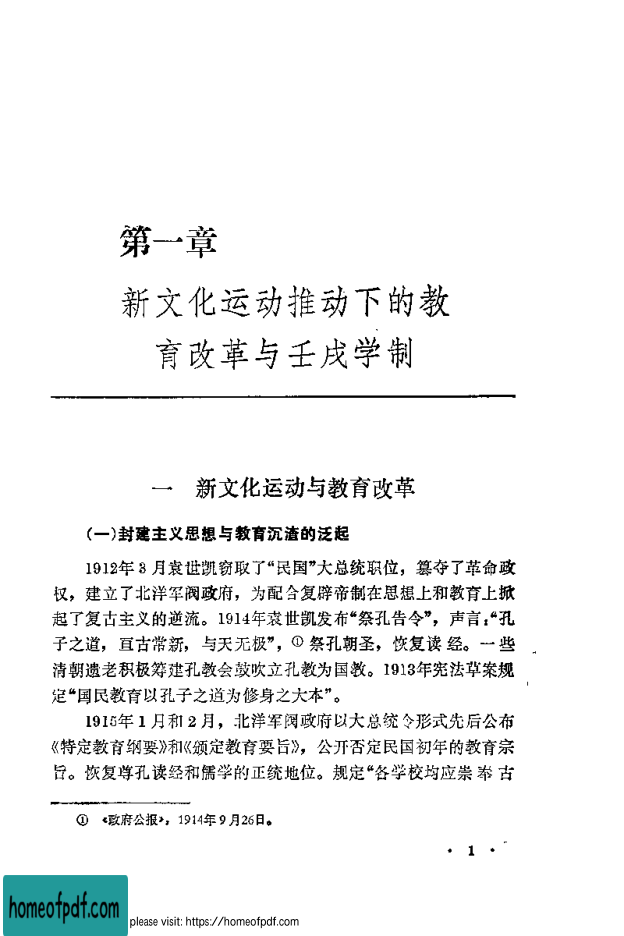 第一章
新文化运动推动下的教
育改革与壬戌学制
一　新文化运动与教育改革
(一)封建主义思想与教育沉渣的泛起
1912年3月袁世凯窃取了“民国”大总统职位，篡夺了革命政
权，建立了北洋军阀政府，为配合复辟帝制在思想上和教育上掀
起了复古主义的逆流。1914年袁世凯发布“祭孔告令”，声言：“孔
子之道，亘古常新，与天无极”，①祭孔朝圣，恢复读经。一些
清朝遗老积极筹建孔教会鼓吹立孔教为国教。1913年宪法草案规
定“国民教育以孔子之道为修身之大本”。
1915年1月和2月，北洋军阀政府以大总统令形式先后公布
《特定教育纲要》和《颁定教育要旨》，公开否定民国初年的教育宗
旨。恢复尊孔读经和儒学的正统地位。规定“各学校均应崇奉古
① 《政府公报》，1914年9月26日。
· 1 ·
homeofpdf.com
please visit: https://homeofpdf.com